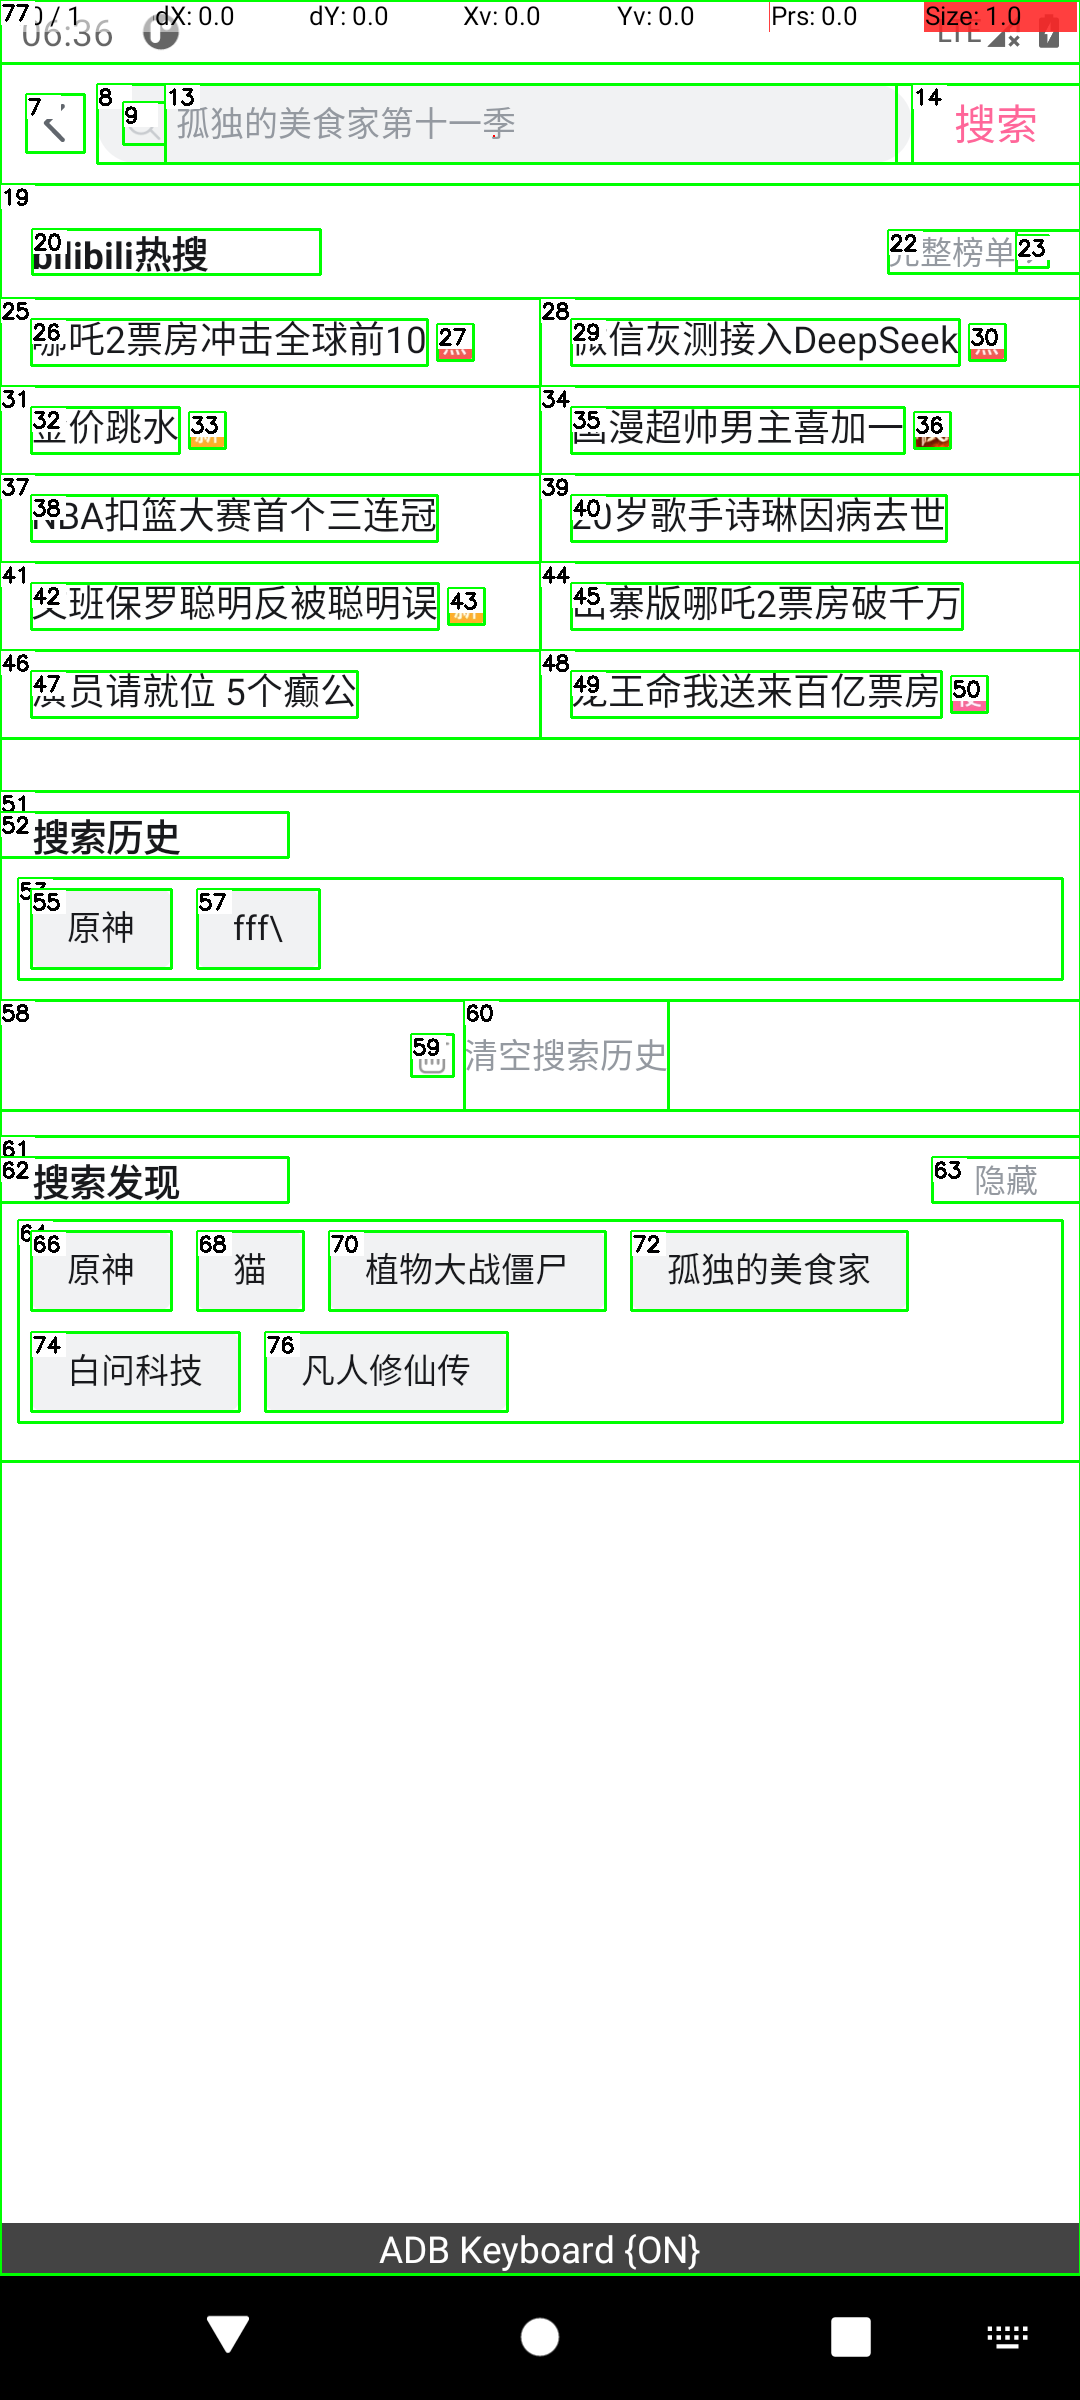 77 0 / 1 dX: 0.0 dY: 0.0 Xv: 0.0 Yv: 0.0 Prs: 0.0 Size: 1.0
06:36 LTE
7 8 9 13 孤独的美食家第十一季 14 搜索
19
20 bilibili热搜 22 完整榜单 23
25 26 哪吒2票房冲击全球前10 27 28 29 微信灰测接入DeepSeek 30
31 32 金价跳水 33 34 35 漫超帅男主喜加一 36
37 38 NBA扣篮大赛首个三连冠 39 40 20岁歌手诗琳因病去世
41 42 班保罗聪明反被聪明误 43 44 45 山寨版哪吒2票房破千万
46 47 演员请就位 5个癫公 48 49 龙王命我送来百亿票房 50
51
52 搜索历史
53
55 原神 57 fff\
58 59 60 清空搜索历史
61
62 搜索发现 63 隐藏
64
66 原神 68 猫 70 植物大战僵尸 72 孤独的美食家
74 白问科技 76 凡人修仙传
ADB Keyboard {ON}